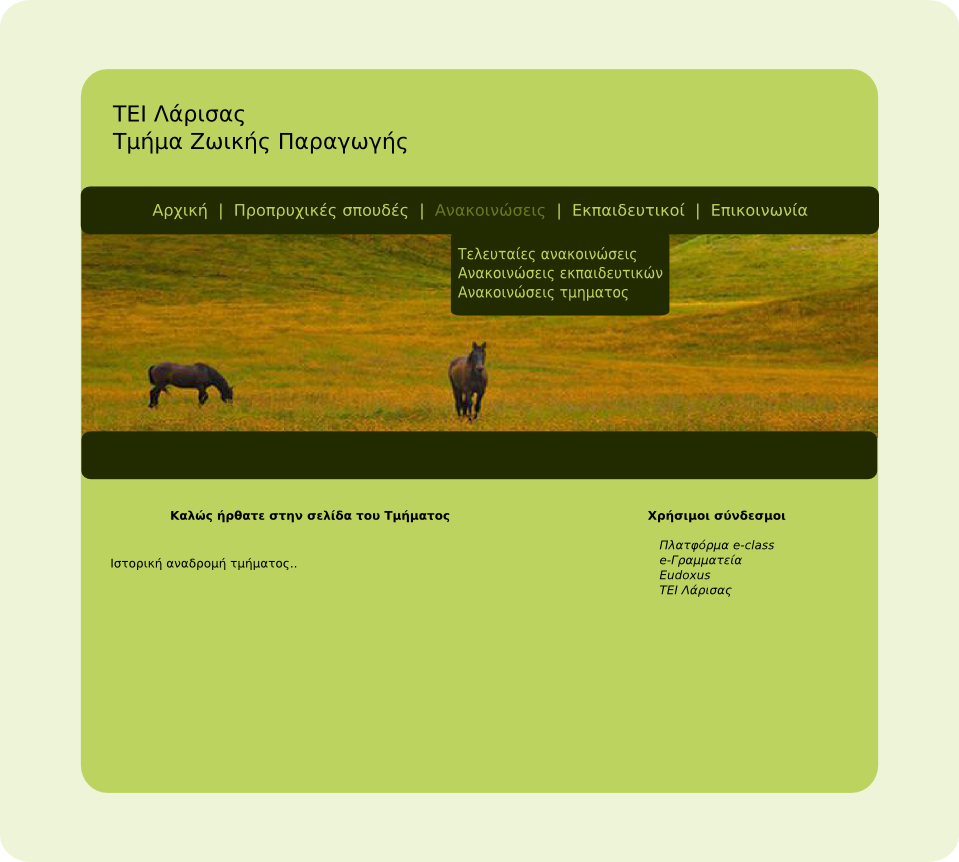 ΤΕΙ Λάρισας
Τμήμα Ζωικής Παραγωγής
Αρχική | Προπρυχικές σπουδές | Ανακοινώσεις | Εκπαιδευτικοί | Επικοινωνία
Τελευταίες ανακοινώσεις
Ανακοινώσεις εκπαιδευτικών
Ανακοινώσεις τμηματος
Καλώς ήρθατε στην σελίδα του Τμήματος
Χρήσιμοι σύνδεσμοι
Πλατφόρμα e-class
Ιστορική αναδρομή τμήματος..
e-Γραμματεία
Eudoxus
ΤΕΙ Λάρισας